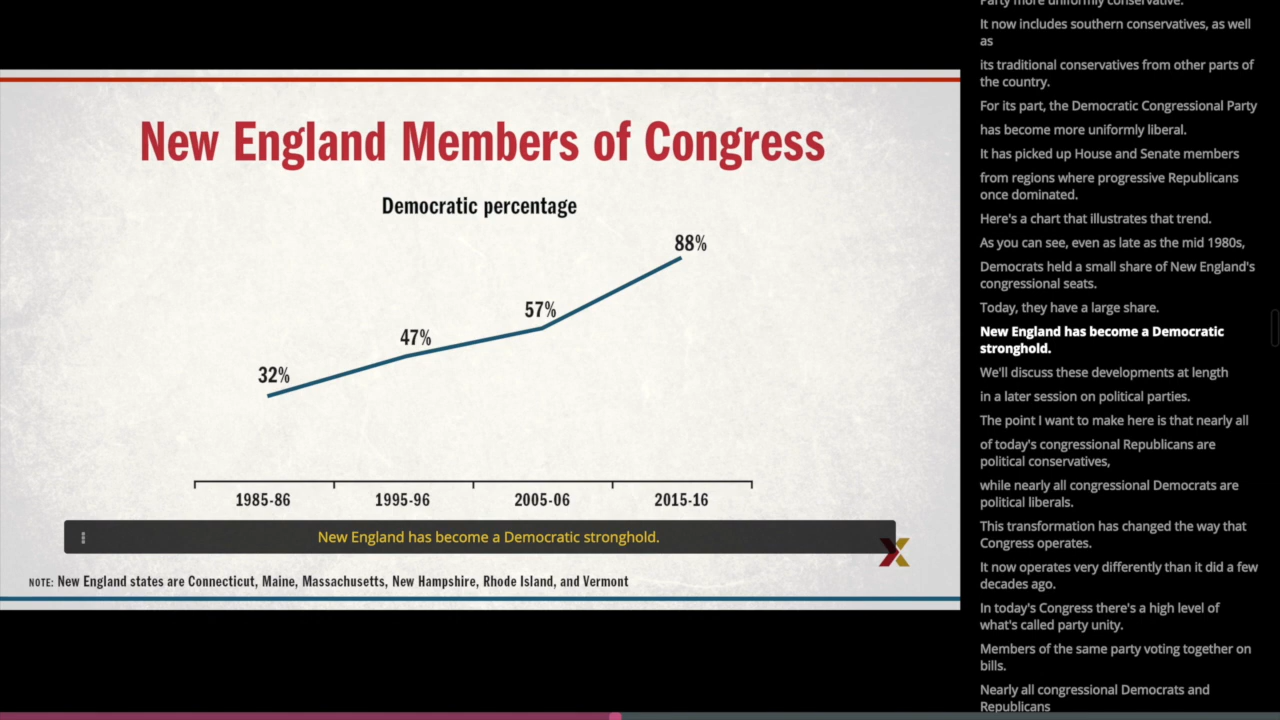 New England Members of Congress
Democratic percentage
88%
57%
47%
32%
1985-86
1995-96
2005-06
2015-16
New England has become a Democratic stronghold.
X
NOTE: New England states are Connecticut, Maine, Massachusetts, New Hampshire, Rhode Island, and Vermont
Party more uniformly conservative.
It now includes southern conservatives, as well
as
its traditional conservatives from other parts of
the country.
For its part, the Democratic Congressional Party
has become more uniformly liberal.
It has picked up House and Senate members
from regions where progressive Republicans
once dominated.
Here's a chart that illustrates that trend.
As you can see, even as late as the mid 1980s,
Democrats held a small share of New England's
congressional seats.
Today, they have a large share.
New England has become a Democratic
stronghold.
We'll discuss these developments at length
in a later session on political parties.
The point I want to make here is that nearly all
of today's congressional Republicans are
political conservatives,
while nearly all congressional Democrats are
political liberals.
This transformation has changed the way that
Congress operates.
It now operates very differently than it did a few
decades ago.
In today's Congress there's a high level of
what's called party unity.
Members of the same party voting together on
bills.
Nearly all congressional Democrats and
Republicans